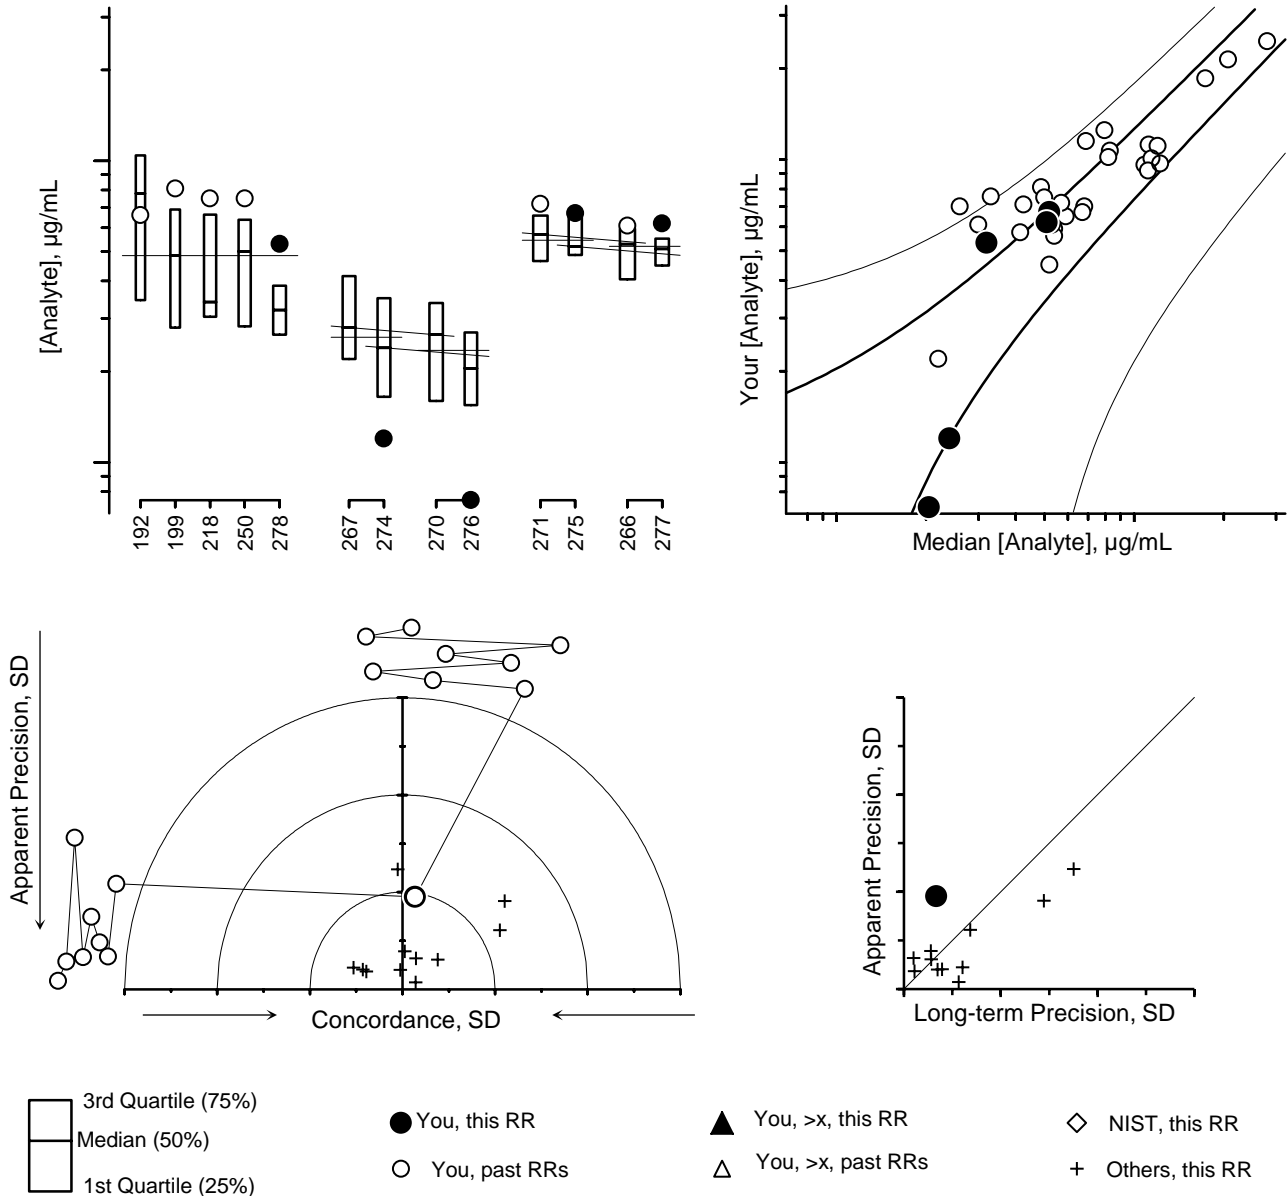 [Analyte], µg/mL
192
199
218
250
278
267
274
270
276
271
275
266
277
Your [Analyte], µg/mL
Median [Analyte], µg/mL
Apparent Precision, SD
Concordance, SD
Apparent Precision, SD
Long-term Precision, SD
3rd Quartile (75%)
Median (50%)
1st Quartile (25%)
You, this RR
You, past RRs
You, >x, this RR
You, >x, past RRs
NIST, this RR
Others, this RR